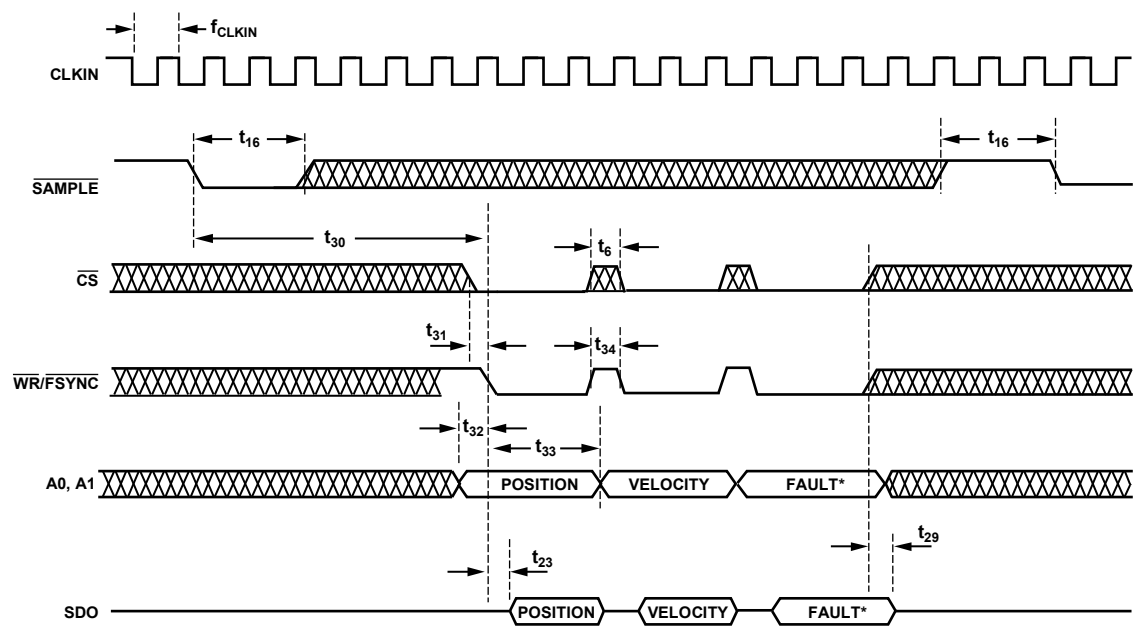 fCLKIN
CLKIN
t16
t16
SAMPLE
t30
t6
CS
t31
t34
WR/FSYNC
t32
t33
A0, A1
POSITION
VELOCITY
FAULT*
t29
t23
SDO
POSITION
VELOCITY
FAULT*